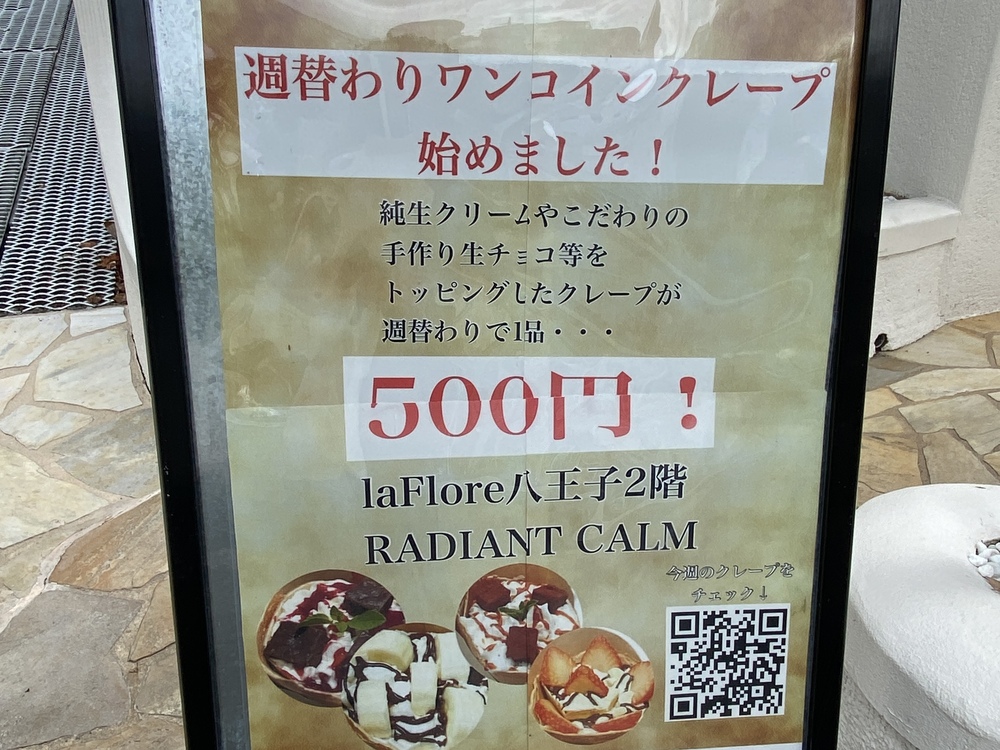 週替わりワンコインクレープ
始めました！
純生クリームやこだわりの
手作り生チョコ等を
トッピングしたクレープが
週替わりで1品・・・
500円！
laFlore八王子2階
RADIANT CALM
今週のクレープを
チェック↓